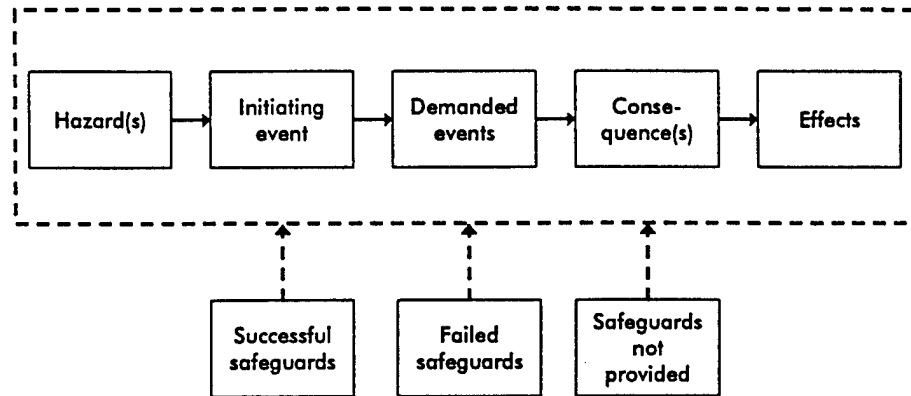 Hazard(s)
Initiating
event
Demanded
events
Conse-
quence(s)
Effects
Successful
safeguards
Failed
safeguards
Safeguards
not
provided